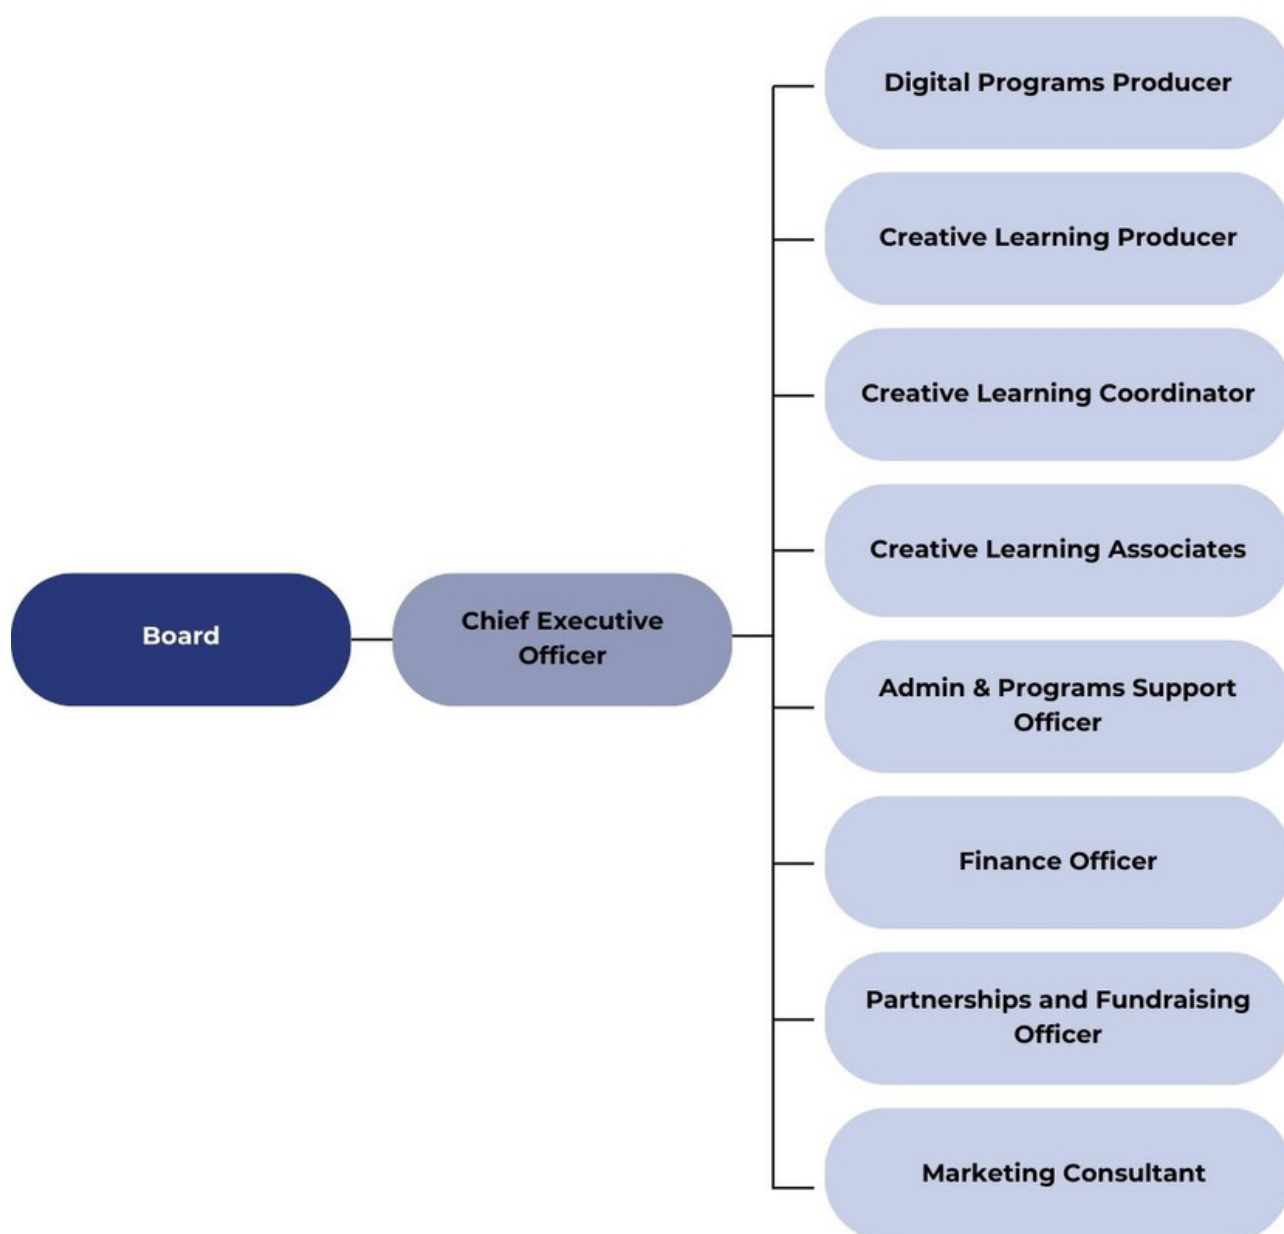 Digital Programs Producer
Creative Learning Producer
Creative Learning Coordinator
Creative Learning Associates
Board
Chief Executive
Officer
Admin & Programs Support
Officer
Finance Officer
Partnerships and Fundraising
Officer
Marketing Consultant